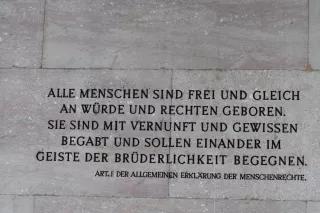 ALLE MENSCHEN SIND FREI UND GLEICH
AN WÜRDE UND RECHTEN GEBOREN.
SIE SIND MIT VERNUNFT UND GEWISSEN
BEGABT UND SOLLEN EINANDER IM
GEISTE DER BRÜDERLICHKEIT BEGEGNEN.
ART.1 DER ALLGEMEINEN ERKLÄRUNG DER MENSCHENRECHTE.